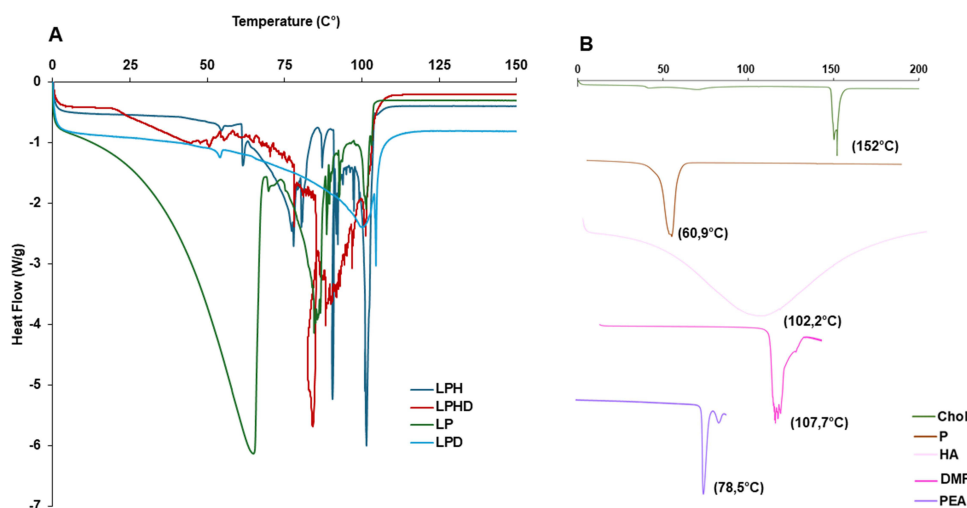 Temperature (C°)
A
B
0 25 50 75 100 125 150
0 50 100 150 200
0
-1
-2
-3
-4
-5
-6
-7
Heat Flow (W/g)
LPH
LPHD
LP
LPD
(152°C)
(60,9°C)
(102,2°C)
(107,7°C)
(78,5°C)
Chol
P
HA
DMF
PEA